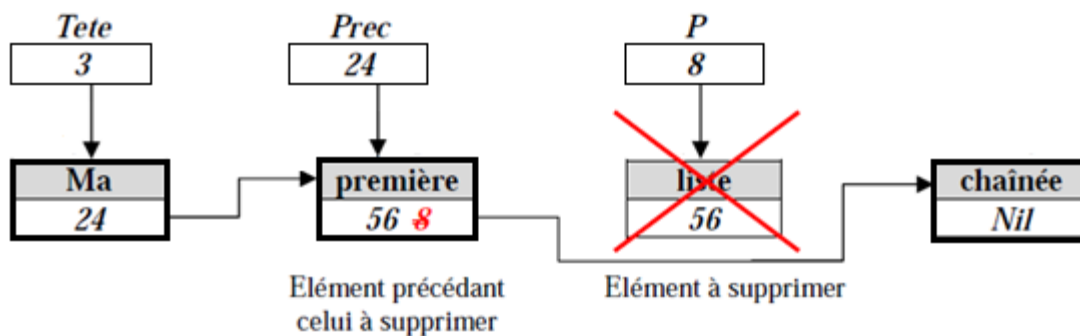 Tete
Prec
P
3
24
8
Ma
première
liste
chaînée
24
56 8
56
Nil
Elément précédant
celui à supprimer
Elément à supprimer